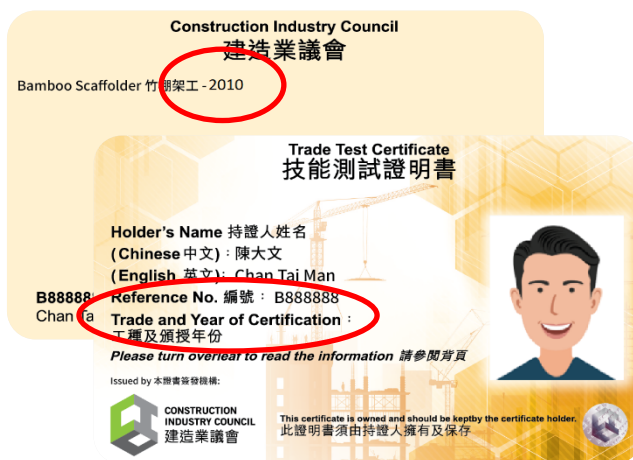 Construction Industry Council
建造業議會
Bamboo Scaffolder 竹棚架工 - 2010
Trade Test Certificate
技能測試證明書
Holder's Name 持證人姓名
(Chinese 中文) : 陳大文
(English 英文): Chan Tai Man
B88888
Reference No. 編號 : B888888
Chan Ta
Trade and Year of Certification :
工種及頒授年份
Please turn overleaf to read the information 請參閱背頁
Issued by 本證書簽發機構:
CONSTRUCTION
INDUSTRY COUNCIL
建造業議會
This certificate is owned and should be keptby the certificate holder.
此證明書須由持證人擁有及保存